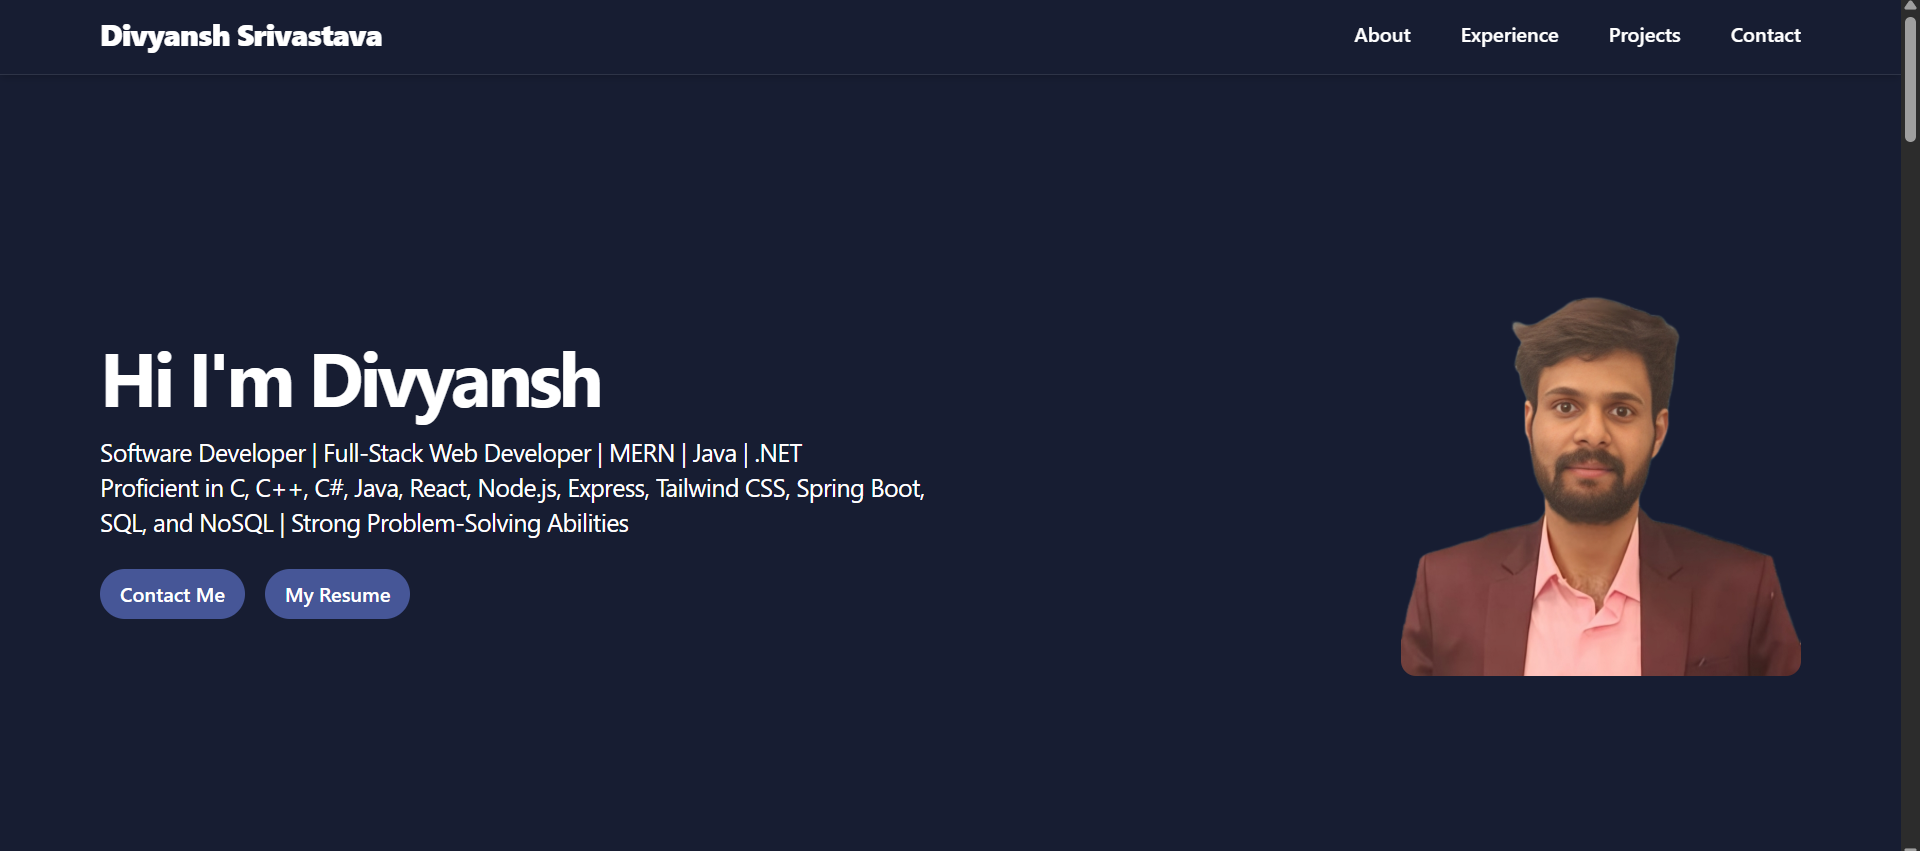 Divyansh Srivastava
About Experience Projects Contact
Hi I'm Divyansh
Software Developer | Full-Stack Web Developer | MERN | Java | .NET
Proficient in C, C++, C#, Java, React, Node.js, Express, Tailwind CSS, Spring Boot,
SQL, and NoSQL | Strong Problem-Solving Abilities
Contact Me My Resume